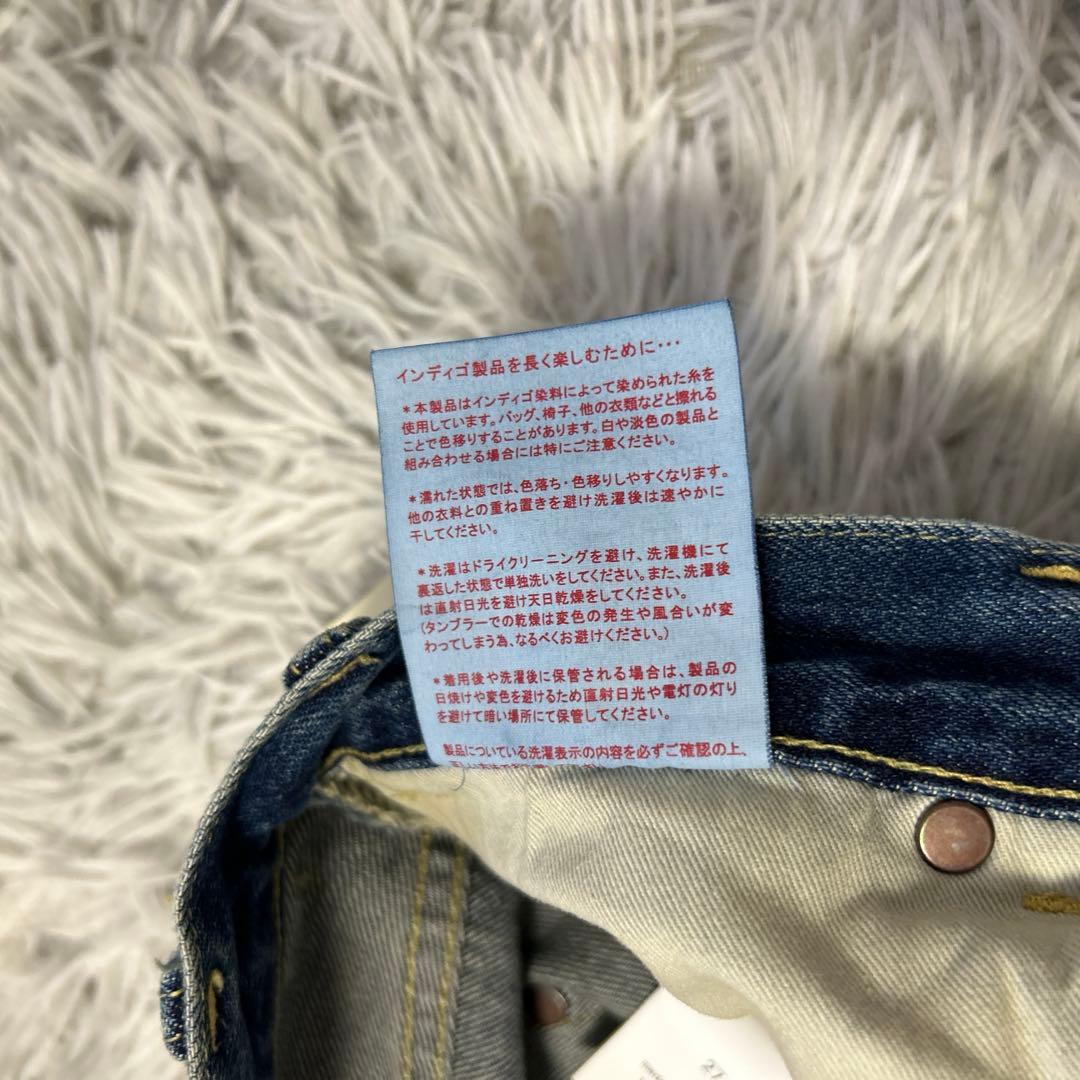 インディゴ製品を長く楽しむために・・・
＊本製品はインディゴ染料によって染められた糸を
使用しています。バッグ、椅子、他の衣類などと擦れる
ことで色移りすることがあります。白や淡色の製品と
組み合わせる場合には特にご注意ください。
＊濡れた状態では、色落ち・色移りしやすくなります。
他の衣料との重ね置きを避け洗濯後は速やかに
干してください。
＊洗濯はドライクリーニングを避け、洗濯機にて
裏返した状態で単独洗いをしてください。また、洗濯後
は直射日光を避け天日乾燥をしてください。
(タンブラーでの乾燥は変色の発生や風合いが変
わってしまう為、なるべくお避けください。)
＊着用後や洗濯後に保管される場合は、製品の
日焼けや変色を避けるため直射日光や電灯の灯り
を避けて暗い場所にて保管してください。
製品についている洗濯表示の内容を必ずご確認の上、
27